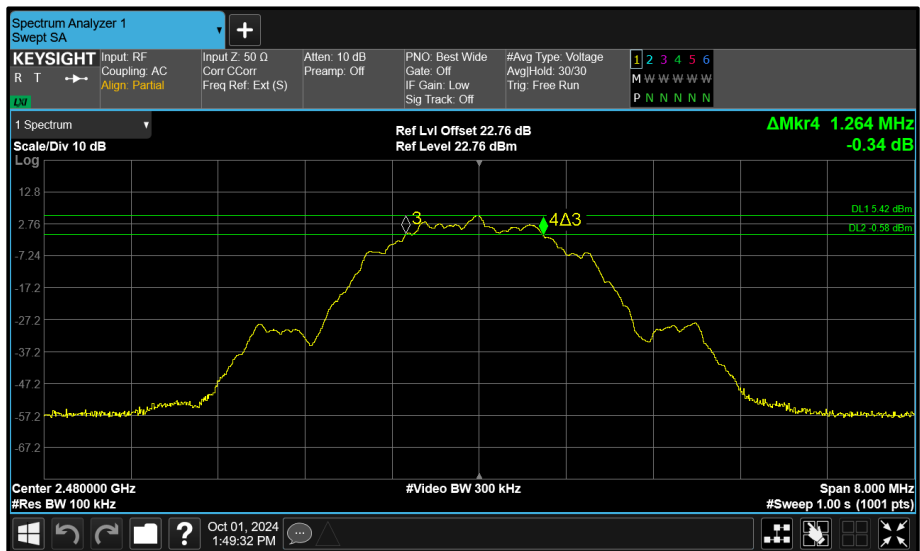 Spectrum Analyzer 1
Swept SA
+
KEYSIGHT
R T
LXI
Input: RF
Coupling: AC
Align: Partial
Input Z: 50 Ω
Corr CCorr
Freq Ref: Ext (S)
Atten: 10 dB
Preamp: Off
PNO: Best Wide
Gate: Off
IF Gain: Low
Sig Track: Off
#Avg Type: Voltage
Avg|Hold: 30/30
Trig: Free Run
1 2 3 4 5 6
M W W W W W
P N N N N N
1 Spectrum
Scale/Div 10 dB
Log
Ref Lvl Offset 22.76 dB
Ref Level 22.76 dBm
ΔMkr4 1.264 MHz
-0.34 dB
12.8
2.76
-7.24
-17.2
-27.2
-37.2
-47.2
-57.2
-67.2
DL1 5.42 dBm
DL2 -0.58 dBm
3
4Δ3
Center 2.480000 GHz
#Res BW 100 kHz
#Video BW 300 kHz
Span 8.000 MHz
#Sweep 1.00 s (1001 pts)
?
Oct 01, 2024
1:49:32 PM